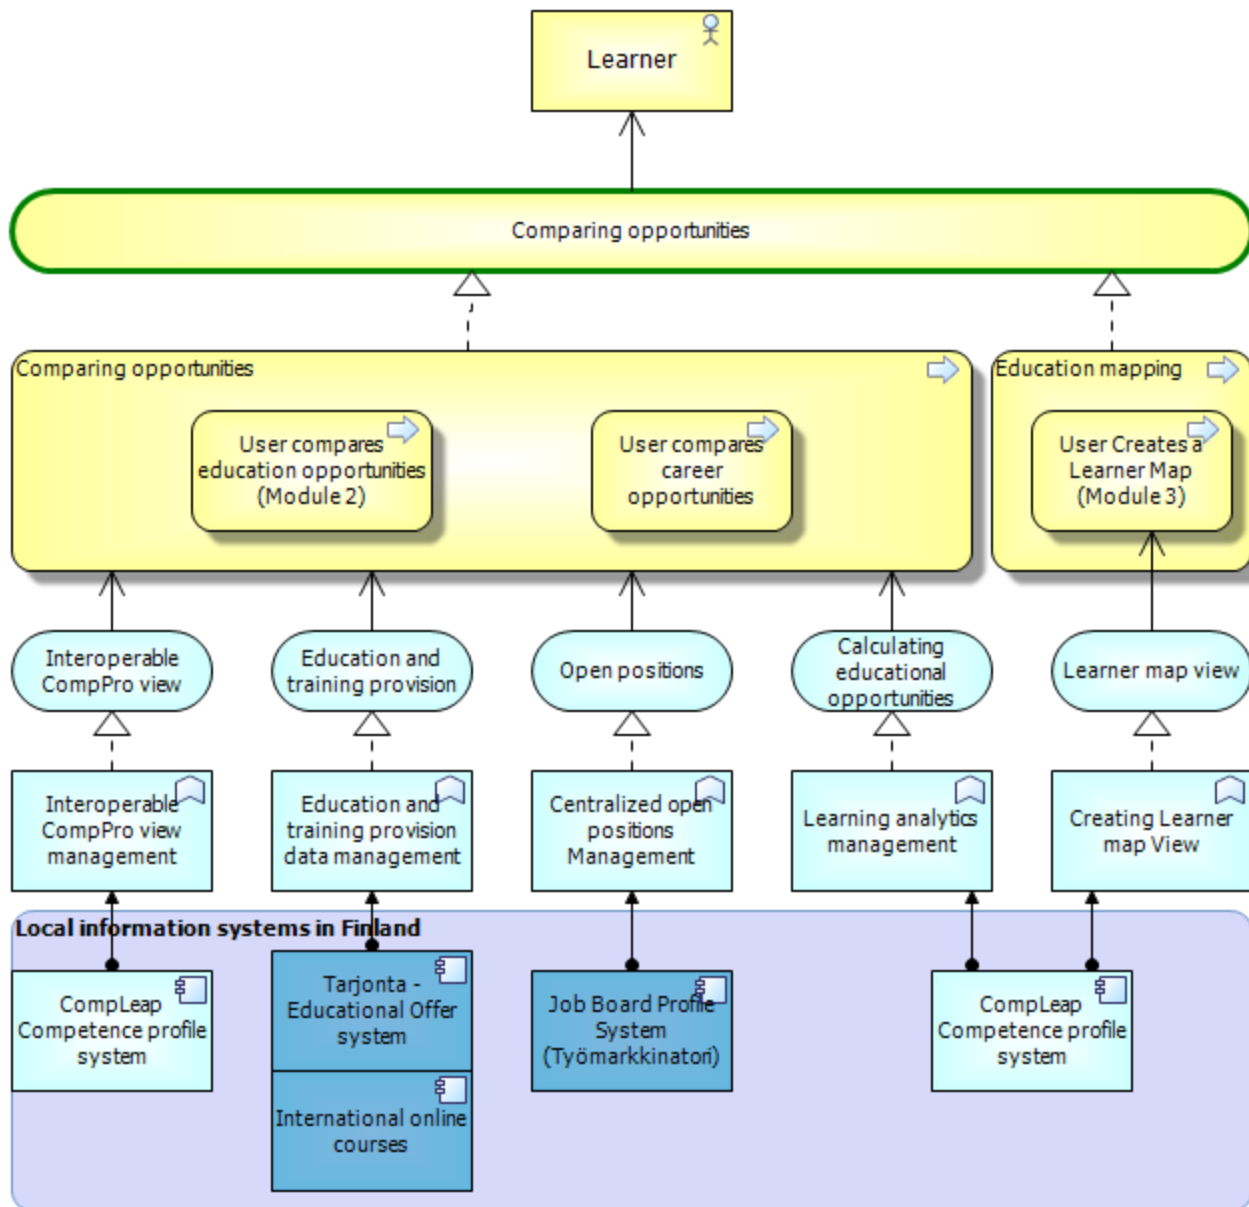 Learner
Comparing opportunities
Comparing opportunities
User compares
education opportunities
(Module 2)
User compares
career
opportunities
Education mapping
User Creates a
Learner Map
(Module 3)
Interoperable
CompPro view
Education and
training provision
Open positions
Calculating
educational
opportunities
Learner map view
Interoperable
CompPro view
management
Education and
training provision
data management
Centralized open
positions
Management
Learning analytics
management
Creating Learner
map View
Local information systems in Finland
CompLeap
Competence profile
system
Tarjonta -
Educational Offer
system
International online
courses
Job Board Profile
System
(Työmarkkinatori)
CompLeap
Competence profile
system